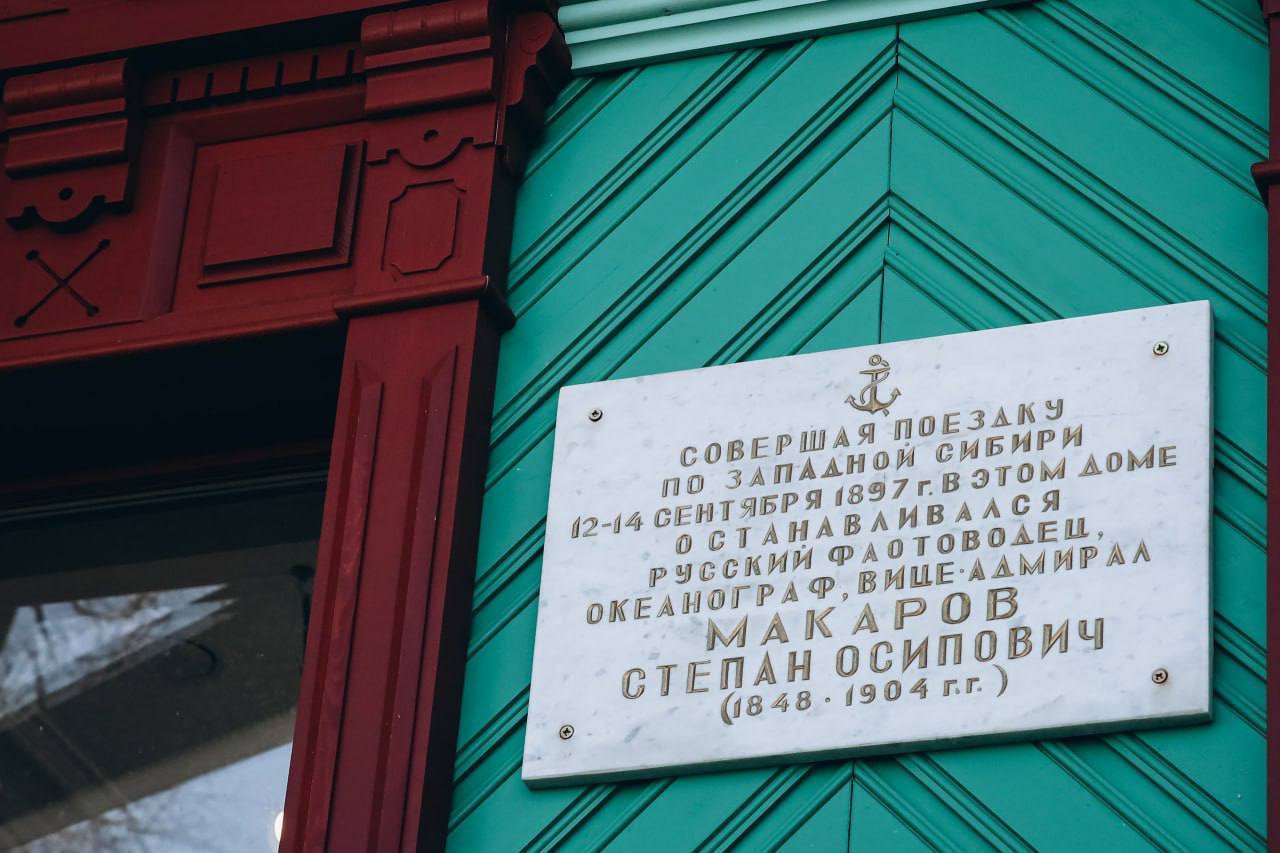 СОВЕРШАЯ ПОЕЗДКУ
ПО ЗАПАДНОЙ СИБИРИ
12-14 СЕНТЯБРЯ 1897 г. В ЭТОМ ДОМЕ
ОСТАНАВЛИВАЛСЯ
РУССКИЙ ФЛОТОВОДЕЦ,
ОКЕАНОГРАФ, ВИЦЕ-АДМИРАЛ
МАКАРОВ
СТЕПАН ОСИПОВИЧ
(1848 - 1904 г.г.)